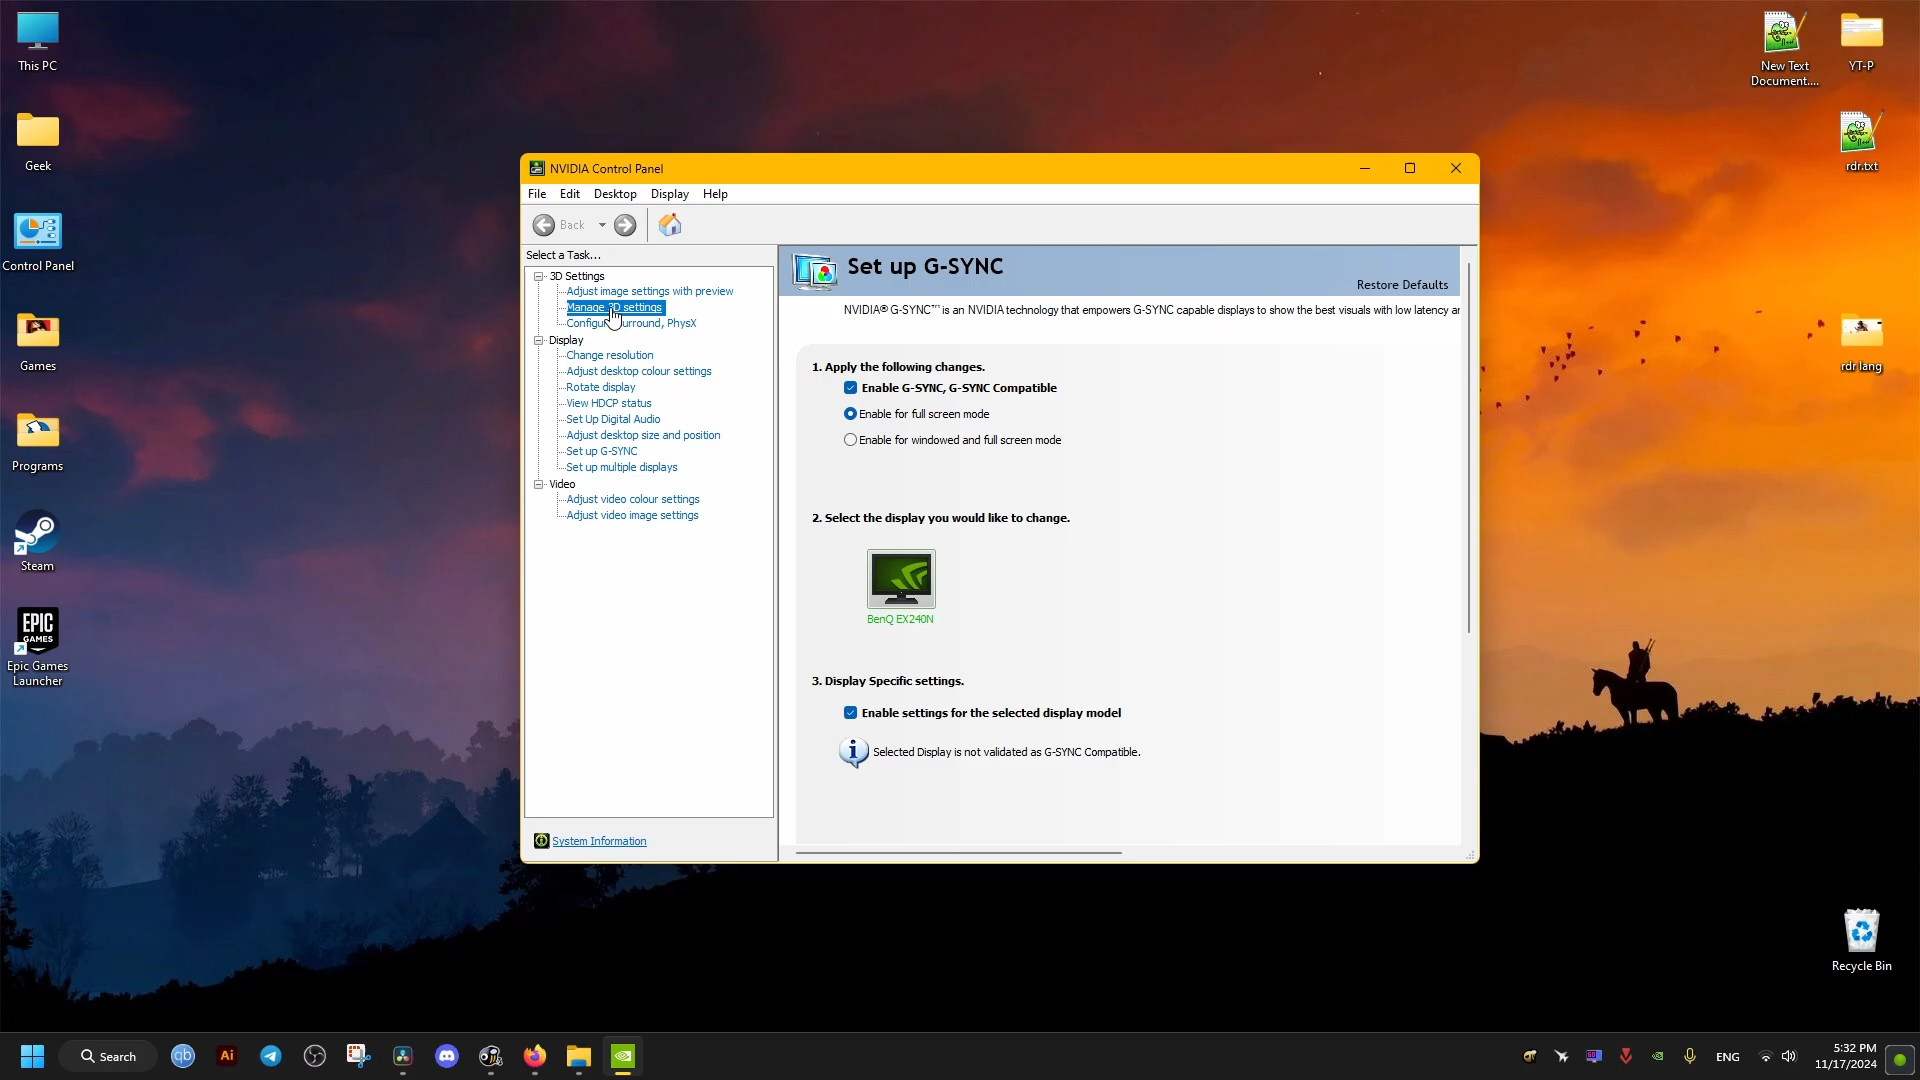 This PC
Geek
Control Panel
Games
Programs
Steam
EPIC
GAMES
Epic Games
Launcher
New Text
Document....
YT-P
rdr.txt
rdr lang
Recycle Bin
NVIDIA Control Panel
File Edit Desktop Display Help
Back
Select a Task...
3D Settings
Adjust image settings with preview
Manage 3D settings
Configure Surround, PhysX
Display
Change resolution
Adjust desktop colour settings
Rotate display
View HDCP status
Set Up Digital Audio
Adjust desktop size and position
Set up G-SYNC
Set up multiple displays
Video
Adjust video colour settings
Adjust video image settings
System Information
Set up G-SYNC
Restore Defaults
NVIDIA® G-SYNC™ is an NVIDIA technology that empowers G-SYNC capable displays to show the best visuals with low latency ar
1. Apply the following changes.
Enable G-SYNC, G-SYNC Compatible
Enable for full screen mode
Enable for windowed and full screen mode
2. Select the display you would like to change.
BenQ EX240N
3. Display Specific settings.
Enable settings for the selected display model
Selected Display is not validated as G-SYNC Compatible.
Search
qb
Ai
ENG
5:32 PM
11/17/2024